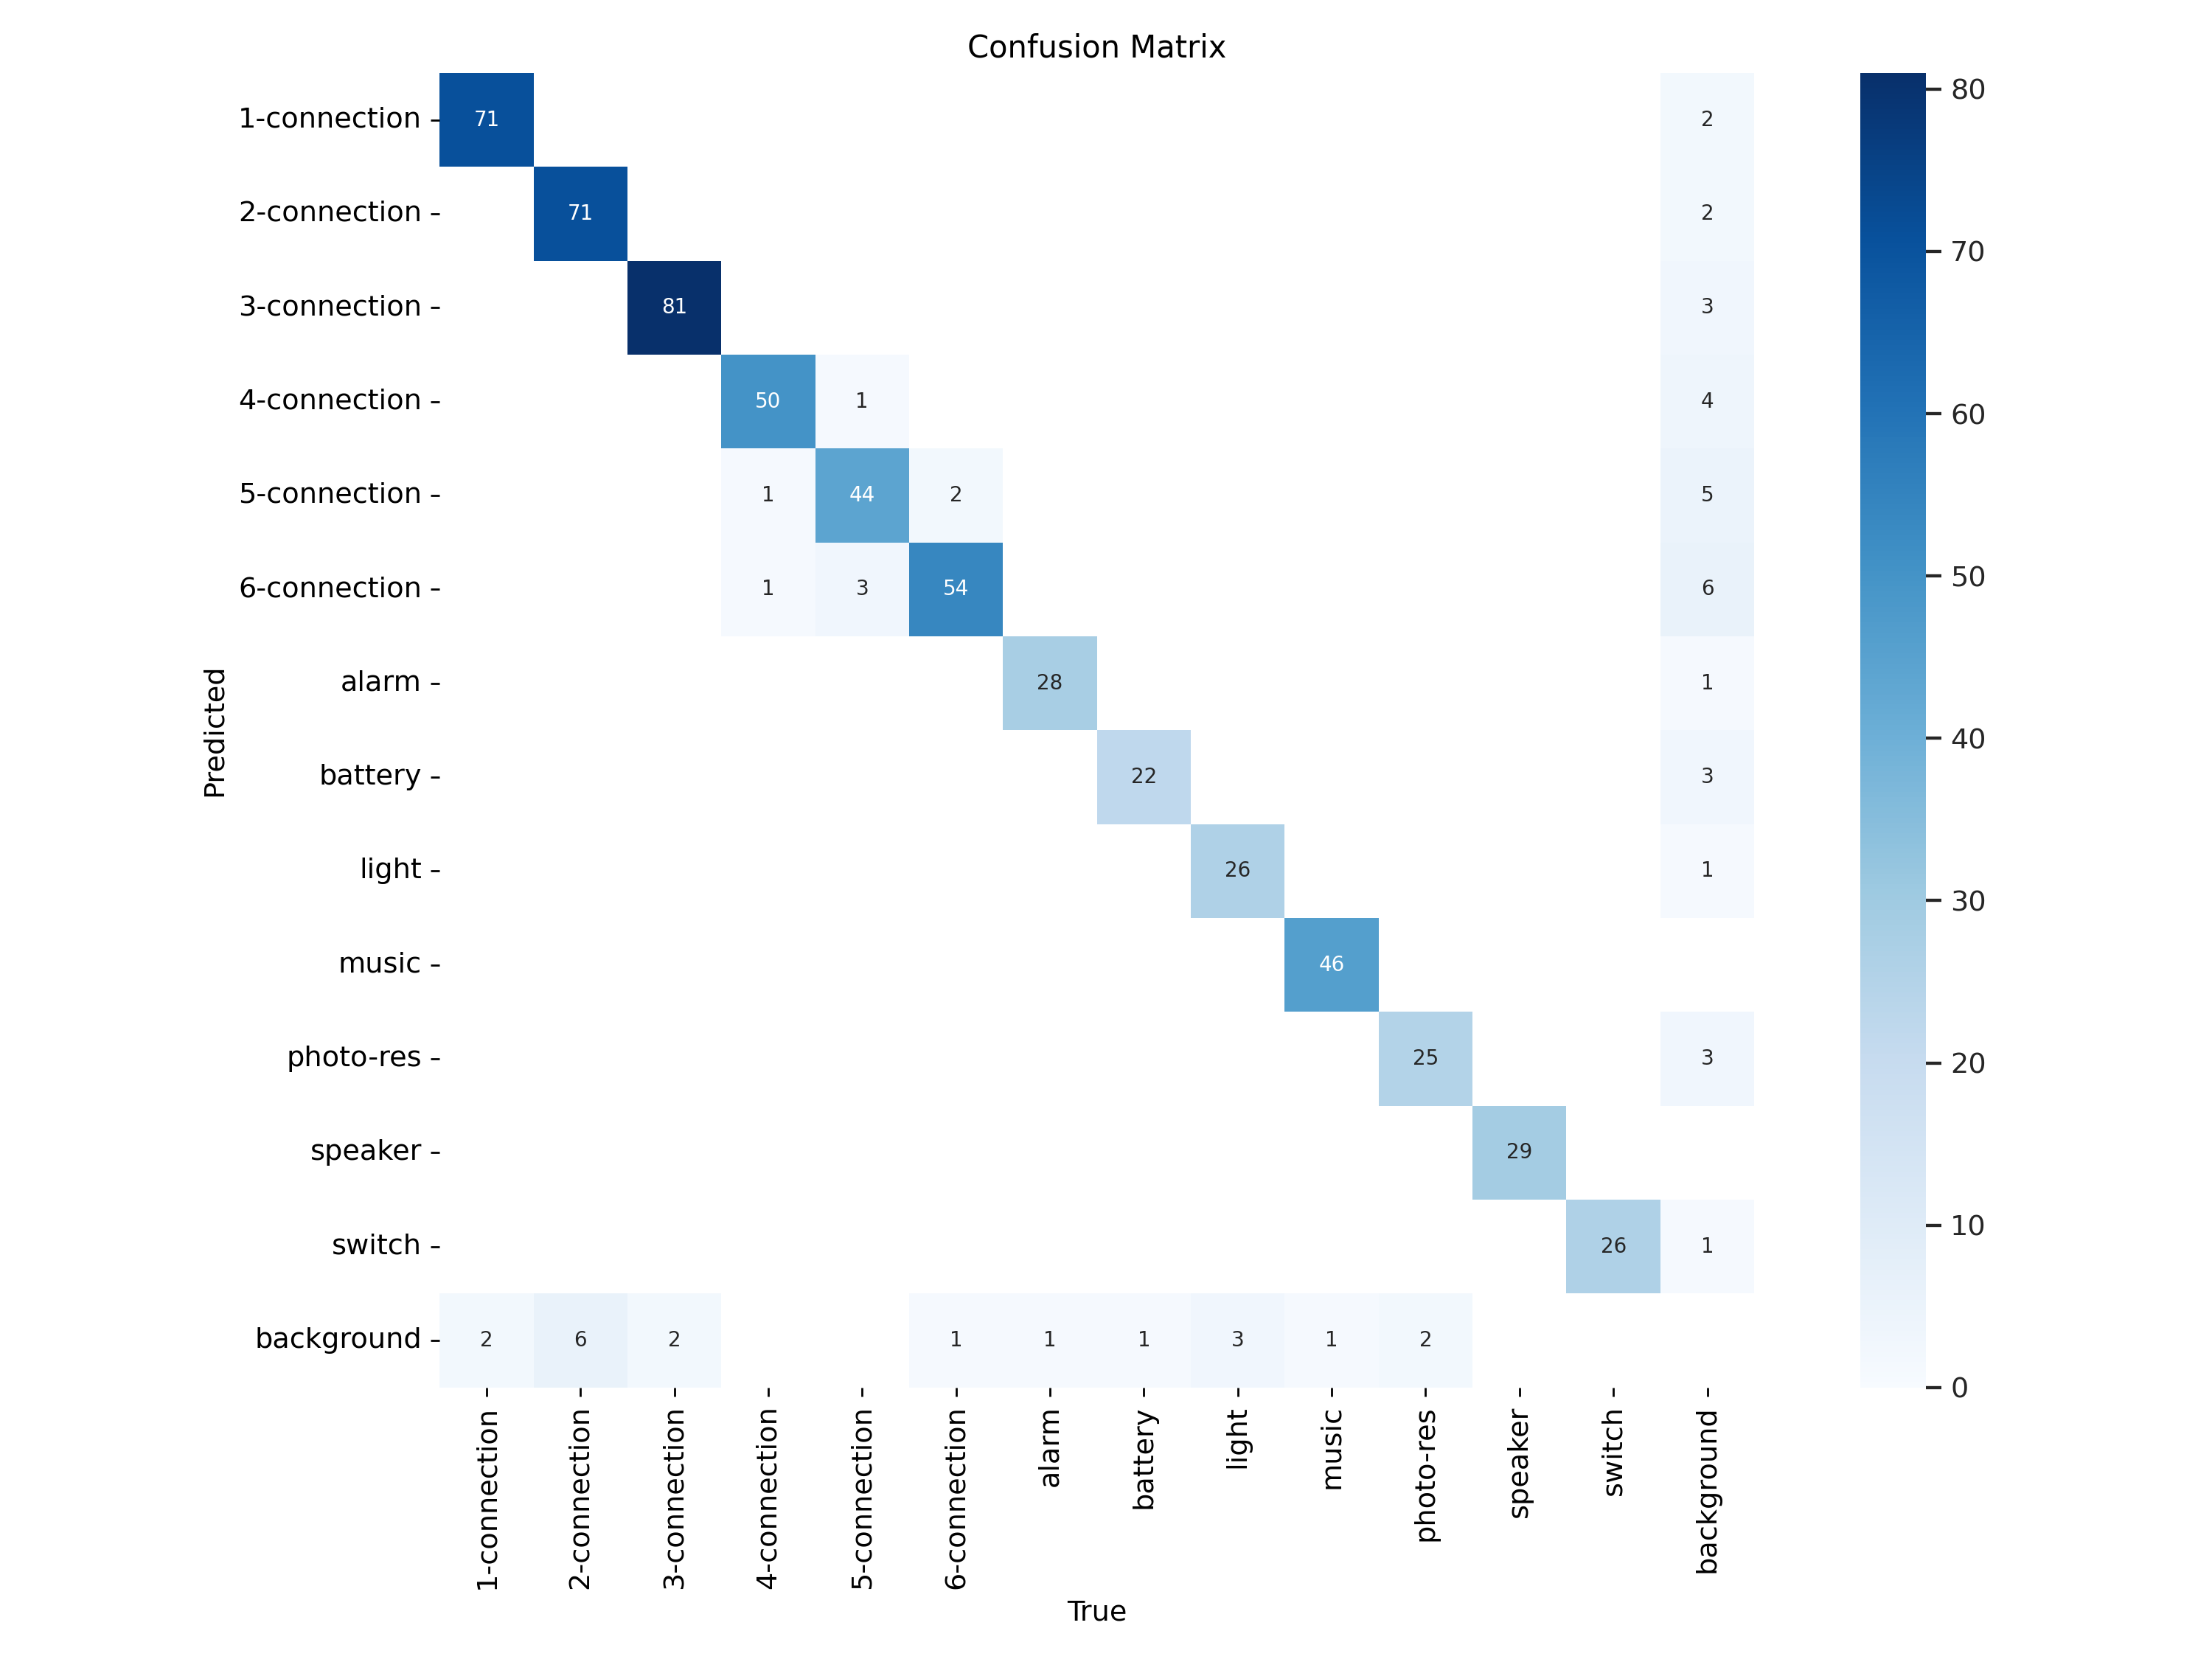 Confusion Matrix
1-connection 71 2 80
2-connection 71 2
70
3-connection 81 3
60
4-connection 50 1 4
5-connection 1 44 2 5
50
6-connection 1 3 54 6
alarm 28 1
40
battery 22 3
light 26 1
30
music 46
photo-res 25 3
20
speaker 29
switch 26 1
10
background 2 6 2 1 1 1 3 1 2
0
Predicted
1-connection
2-connection
3-connection
4-connection
5-connection
6-connection
alarm
battery
light
music
photo-res
speaker
switch
background
True